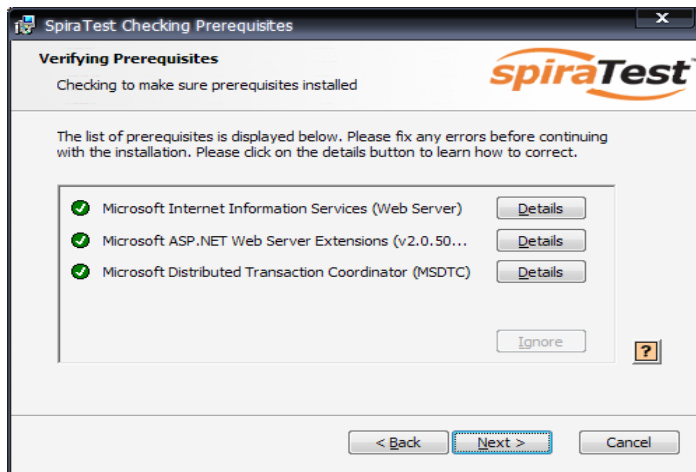 SpiraTest Checking Prerequisites
x
Verifying Prerequisites
Checking to make sure prerequisites installed
spiraTest™
The list of prerequisites is displayed below. Please fix any errors before continuing
with the installation. Please click on the details button to learn how to correct.
Microsoft Internet Information Services (Web Server) Details
Microsoft ASP.NET Web Server Extensions (v2.0.50... Details
Microsoft Distributed Transaction Coordinator (MSDTC) Details
Ignore
?
< Back Next > Cancel